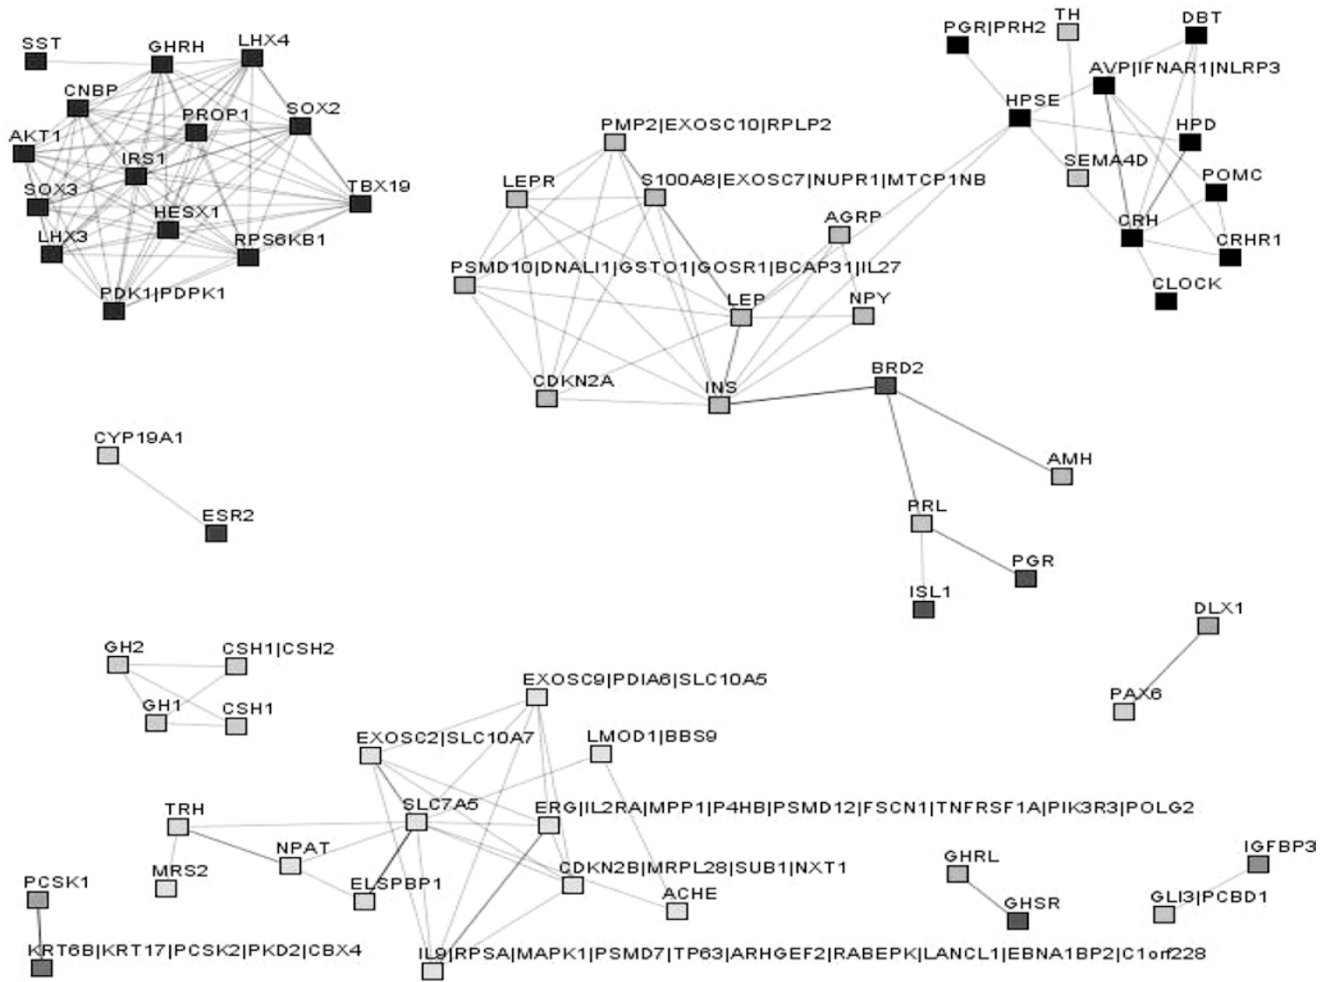 SST
GHRH
LHX4
CNBP
PROP1
SOX2
AKT1
IRS1
SOX3
HESX1
TBX19
LHX3
RPS6KB1
PDK1|PDPK1
PGR|PRH2
TH
DBT
AVP|IFNAR1|NLRP3
HPSE
HPD
SEMA4D
POMC
CRH
CRHR1
CLOCK
PMP2|EXOSC10|RPLP2
LEPR
S100A8|EXOSC7|NUPR1|MTCP1NB
AGRP
PSMD10|DNALI1|GSTO1|GOSR1|BCAP31|IL27
LEP
NPY
CDKN2A
INS
BRD2
AMH
PRL
PGR
ISL1
CYP19A1
ESR2
DLX1
PAX6
GH2
CSH1|CSH2
GH1
CSH1
EXOSC9|PDIA6|SLC10A5
EXOSC2|SLC10A7
LMOD1|BBS9
SLC7A5
ERG|IL2RA|MPP1|P4HB|PSMD12|FSCN1|TNFRSF1A|PIK3R3|POLG2
TRH
NPAT
MRS2
ELSPBP1
CDKN2B|MRPL28|SUB1|NXT1
ACHE
PCSK1
KRT6B|KRT17|PCSK2|PKD2|CBX4
IL9|RPSA|MAPK1|PSMD7|TP63|ARHGEF2|RABEPK|LANCL1|EBNA1BP2|C1orf228
GHRL
GHSR
IGFBP3
GLI3|PCBD1